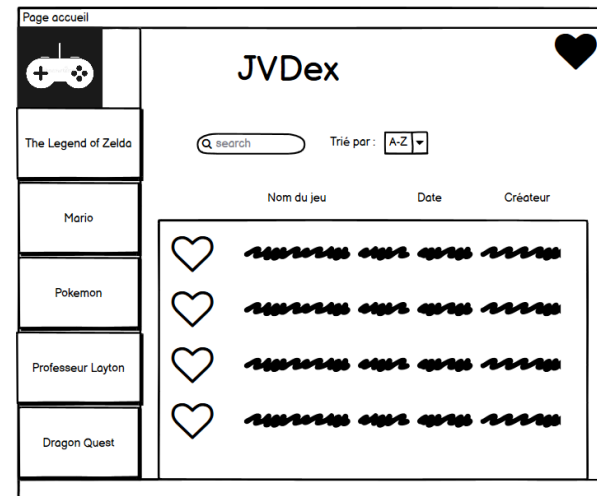 Page accueil
JVDex
The Legend of Zelda
search
Trié par :
A-Z
Nom du jeu Date Créateur
Mario
Pokemon
Professeur Layton
Dragon Quest